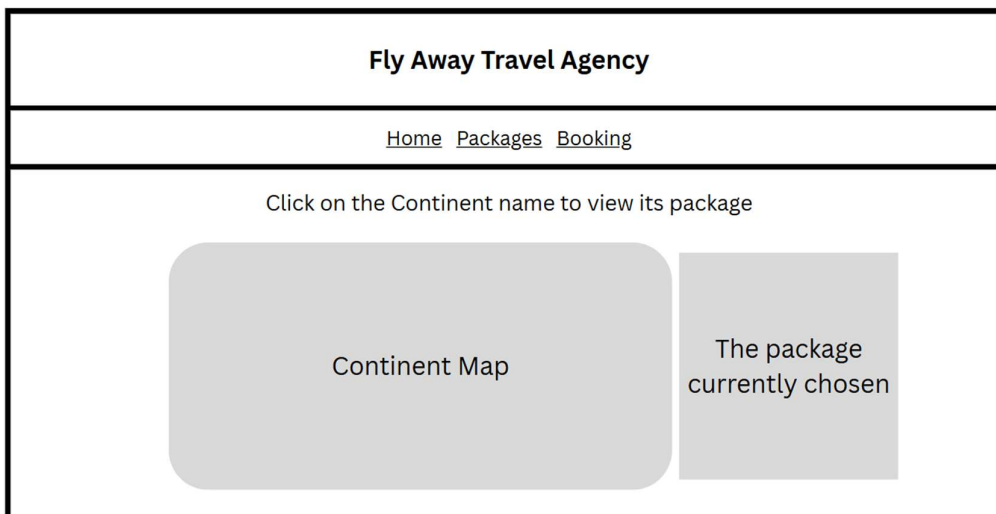 Fly Away Travel Agency
Home Packages Booking
Click on the Continent name to view its package
Continent Map
The package
currently chosen